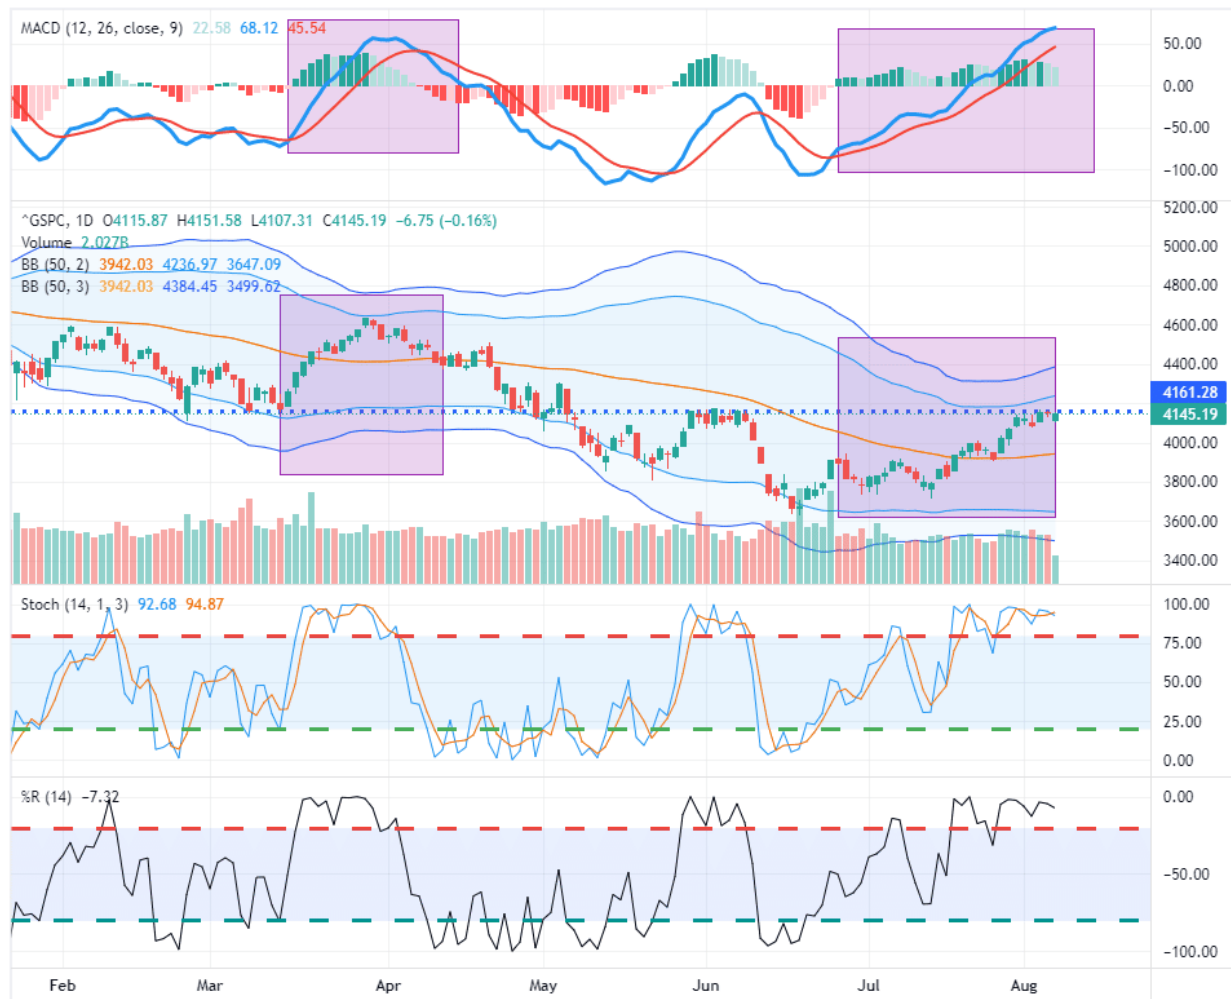 MACD (12, 26, close, 9) 22.58 68.12 45.54
50.00
0.00
−50.00
−100.00
^GSPC, 1D O4115.87 H4151.58 L4107.31 C4145.19 −6.75 (−0.16%)
Volume 2.027B
BB (50, 2) 3942.03 4236.97 3647.09
BB (50, 3) 3942.03 4384.45 3499.62
5200.00
5000.00
4800.00
4600.00
4400.00
4161.28
4145.19
4000.00
3800.00
3600.00
3400.00
Stoch (14, 1, 3) 92.68 94.87
100.00
75.00
50.00
25.00
0.00
%R (14) −7.32
0.00
−50.00
−100.00
Feb Mar Apr May Jun Jul Aug